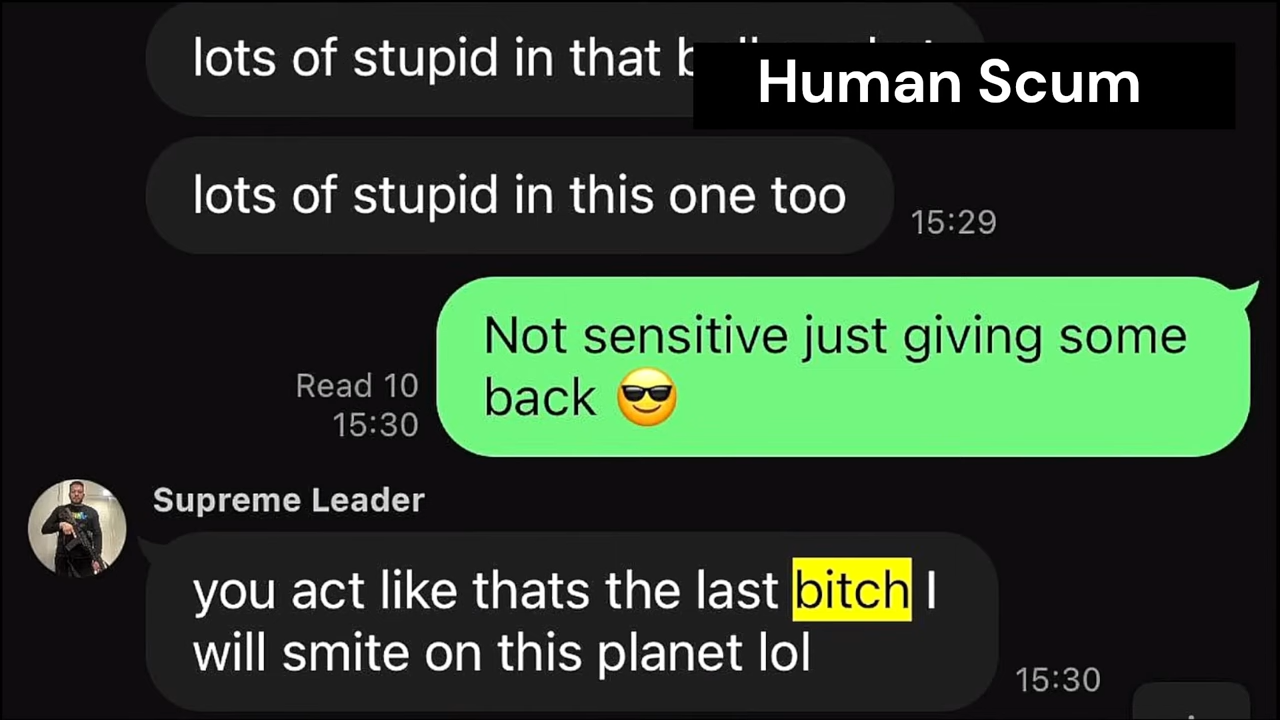 lots of stupid in that
Human Scum
lots of stupid in this one too
15:29
Not sensitive just giving some
back 😎
Read 10
15:30
Supreme Leader
you act like thats the last bitch I
will smite on this planet lol
15:30